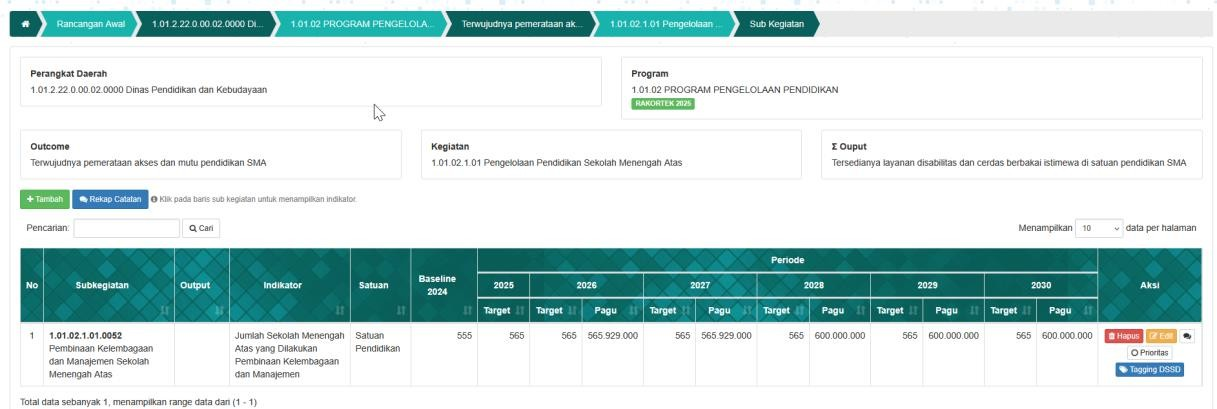 Rancangan Awal
1.01.2.22.0.00.02.0000 Di...
1.01.02 PROGRAM PENGELOLA...
Terwujudnya pemerataan ak...
1.01.02.1.01 Pengelolaan ...
Sub Kegiatan
Perangkat Daerah
1.01.2.22.0.00.02.0000 Dinas Pendidikan dan Kebudayaan
Program
1.01.02 PROGRAM PENGELOLAAN PENDIDIKAN
RAKORTEK 2025
Outcome
Terwujudnya pemerataan akses dan mutu pendidikan SMA
Kegiatan
1.01.02.1.01 Pengelolaan Pendidikan Sekolah Menengah Atas
Σ Ouput
Tersedianya layanan disabilitas dan cerdas berbakai istimewa di satuan pendidikan SMA
+ Tambah
Rekap Catatan
Klik pada baris sub kegiatan untuk menampilkan indikator.
Pencarian:
Cari
Menampilkan 10 data per halaman
No
Subkegiatan
Output
Indikator
Satuan
Baseline
2024
Periode
2025
2026
2027
2028
2029
2030
Aksi
Target
Target
Pagu
Target
Pagu
Target
Pagu
Target
Pagu
Target
Pagu
1
1.01.02.1.01.0052
Pembinaan Kelembagaan
dan Manajemen Sekolah
Menengah Atas
Jumlah Sekolah Menengah
Atas yang Dilakukan
Pembinaan Kelembagaan
dan Manajemen
Satuan
Pendidikan
555
565
565
565.929.000
565
565.929.000
565
600.000.000
565
600.000.000
565
600.000.000
Hapus
Edit
Prioritas
Tagging DSSD
Total data sebanyak 1, menampilkan range data dari (1 - 1)